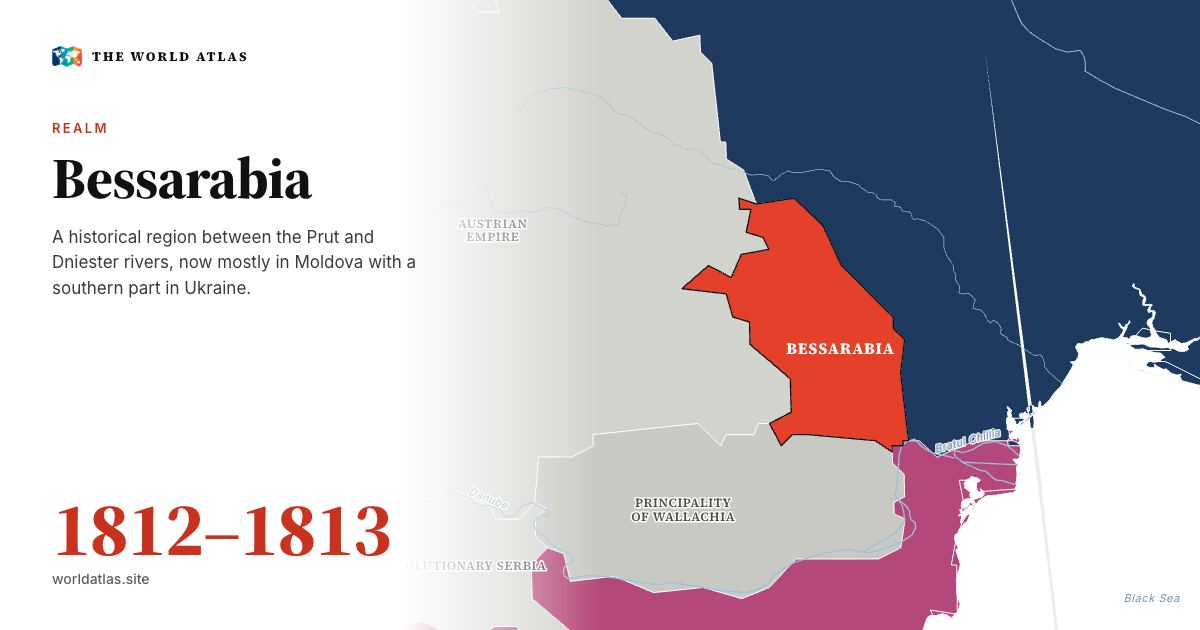 THE WORLD ATLAS
REALM
Bessarabia
A historical region between the Prut and
Dniester rivers, now mostly in Moldova with a
southern part in Ukraine.
1812–1813
worldatlas.site
AUSTRIAN
EMPIRE
BESSARABIA
Bratul Chillia
Danube
PRINCIPALITY
OF WALLACHIA
OLUTIONARY SERBIA
Black Sea